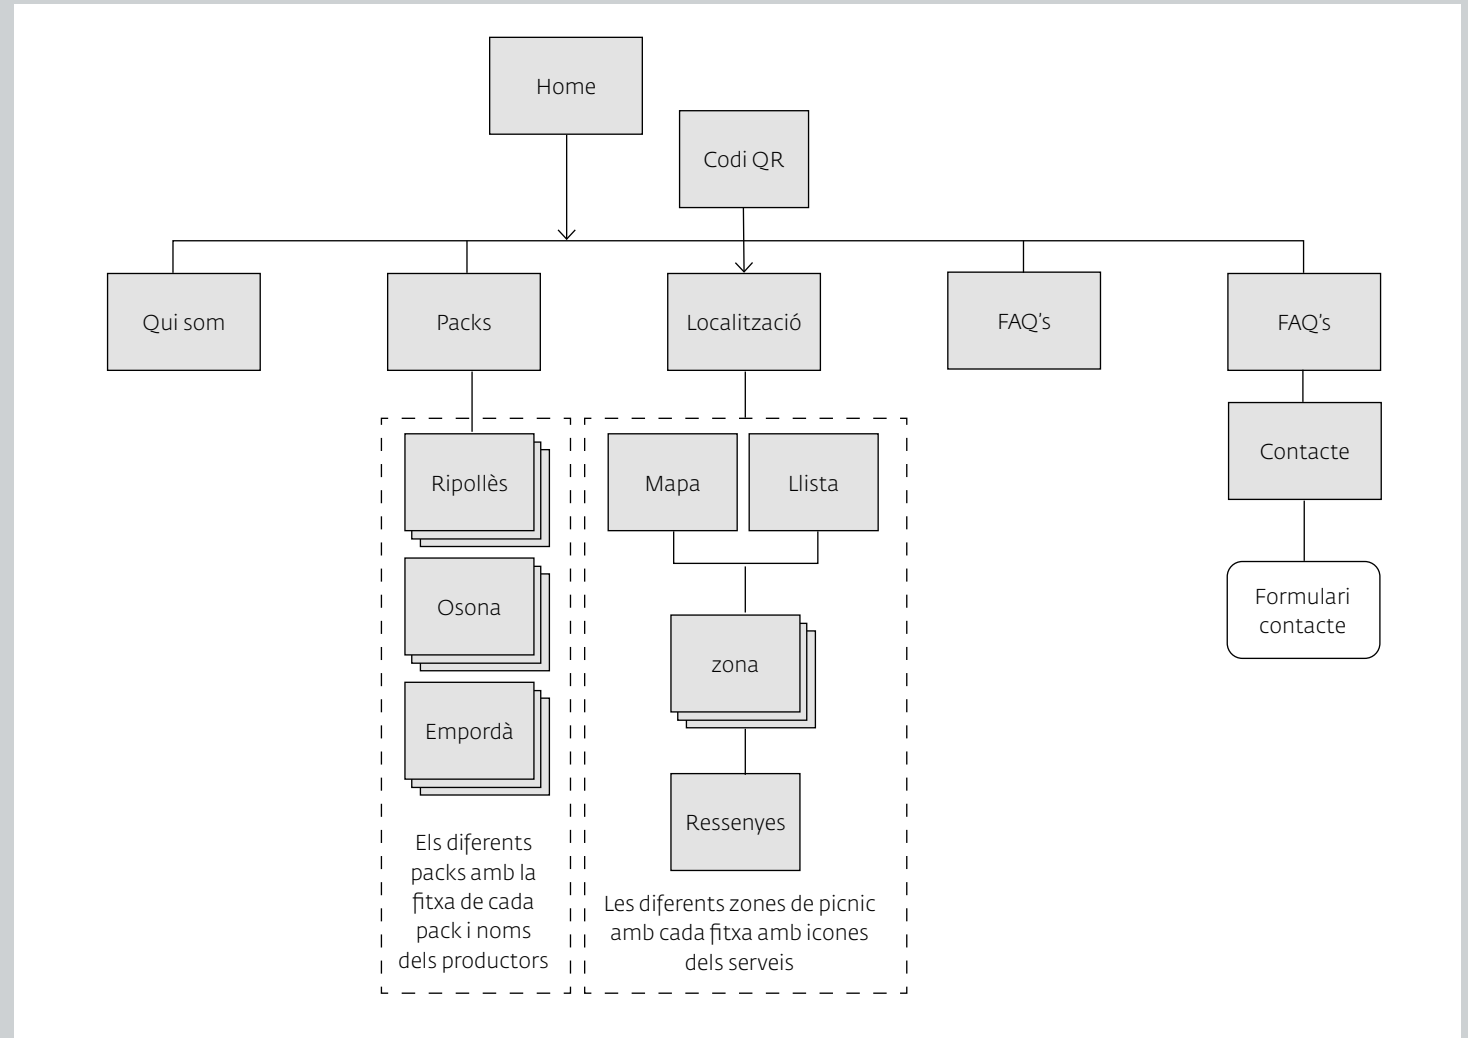 Home
Codi QR
Qui som
Packs
Localització
FAQ's
FAQ's
Ripollès
Osona
Empordà
Els diferents
packs amb la
fitxa de cada
pack i noms
dels productors
Mapa
Llista
zona
Ressenyes
Les diferents zones de picnic
amb cada fitxa amb icones
dels serveis
Contacte
Formulari
contacte